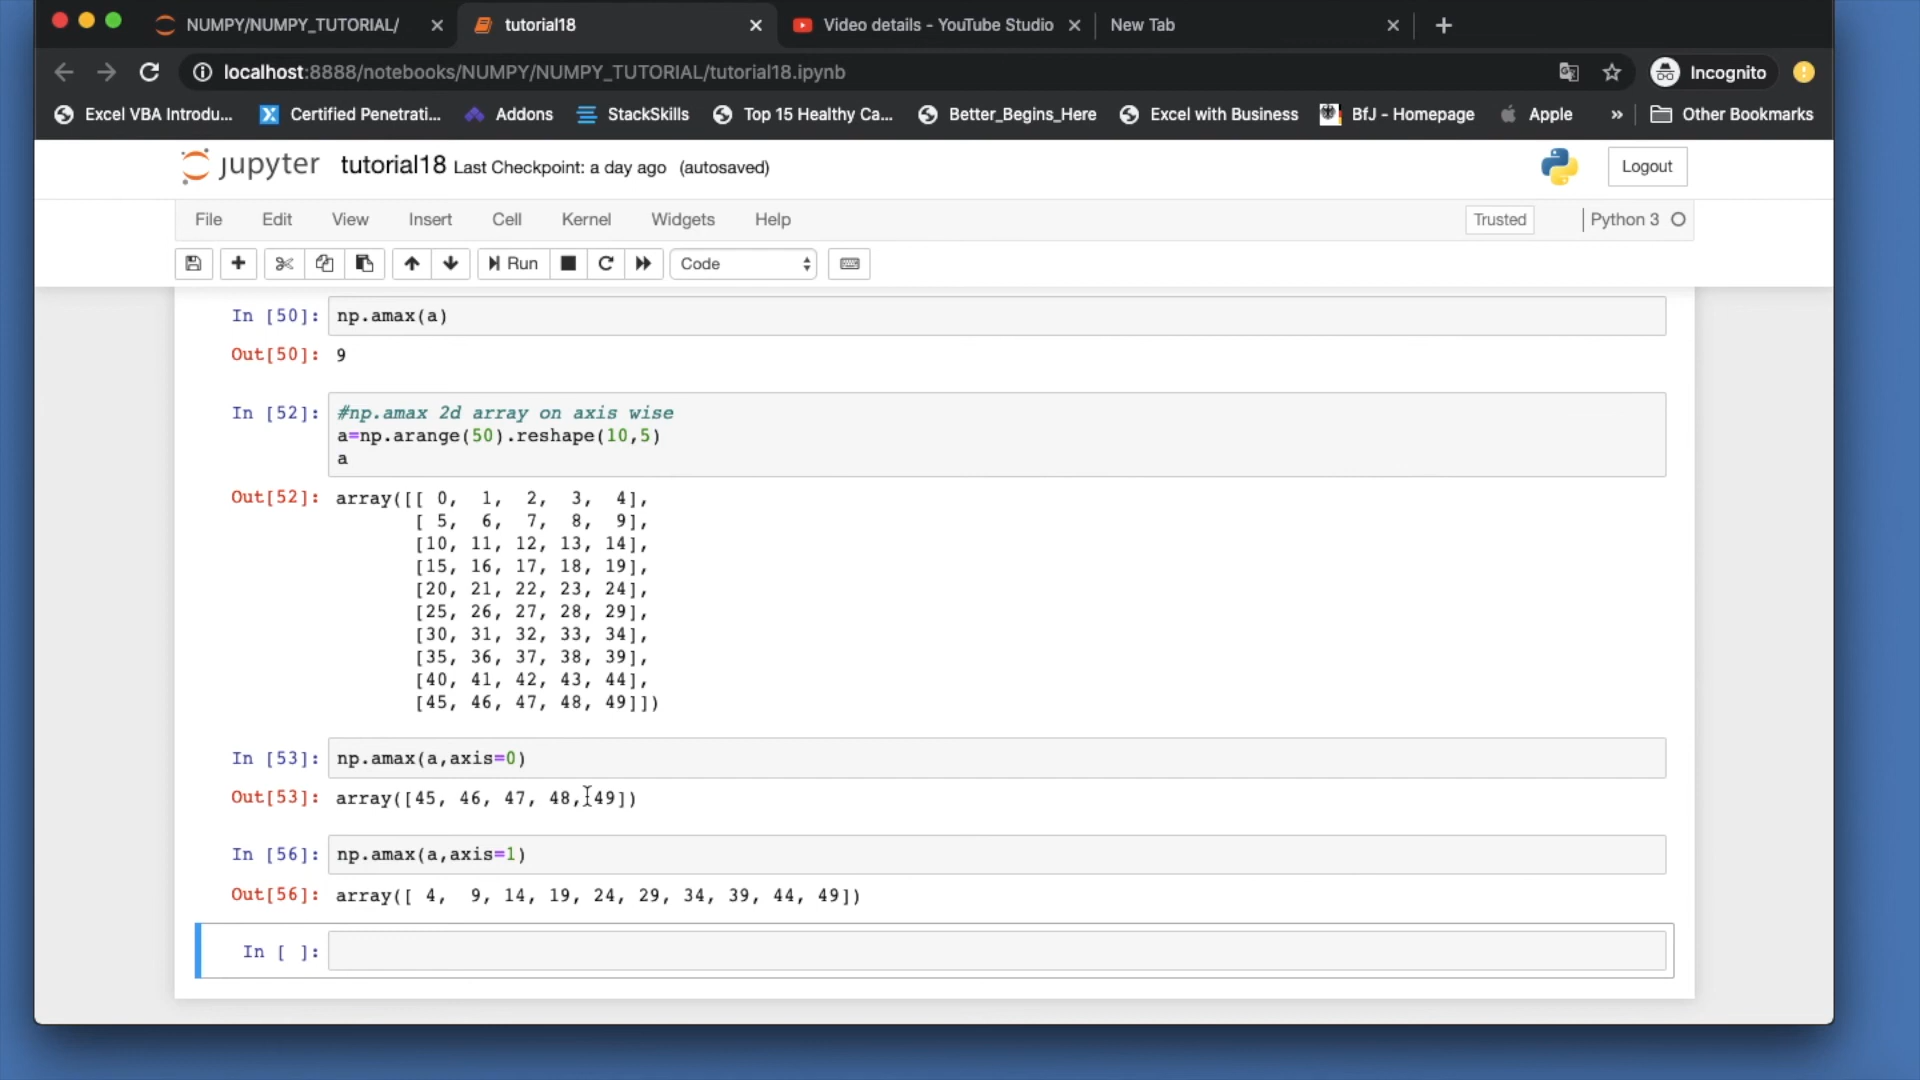 NUMPY/NUMPY_TUTORIAL/
tutorial18
Video details - YouTube Studio
New Tab
localhost:8888/notebooks/NUMPY/NUMPY_TUTORIAL/tutorial18.ipynb
Incognito
Excel VBA Introdu... Certified Penetrati... Addons StackSkills Top 15 Healthy Ca... Better_Begins_Here Excel with Business BfJ - Homepage Apple » Other Bookmarks
jupyter tutorial18 Last Checkpoint: a day ago (autosaved)
Logout
File Edit View Insert Cell Kernel Widgets Help
Trusted
Python 3
Run
Code
In [50]: np.amax(a)
Out[50]: 9
In [52]: #np.amax 2d array on axis wise
a=np.arange(50).reshape(10,5)
a
Out[52]: array([[ 0,  1,  2,  3,  4],
[ 5,  6,  7,  8,  9],
[10, 11, 12, 13, 14],
[15, 16, 17, 18, 19],
[20, 21, 22, 23, 24],
[25, 26, 27, 28, 29],
[30, 31, 32, 33, 34],
[35, 36, 37, 38, 39],
[40, 41, 42, 43, 44],
[45, 46, 47, 48, 49]])
In [53]: np.amax(a,axis=0)
Out[53]: array([45, 46, 47, 48, 49])
In [56]: np.amax(a,axis=1)
Out[56]: array([ 4,  9, 14, 19, 24, 29, 34, 39, 44, 49])
In [ ]: